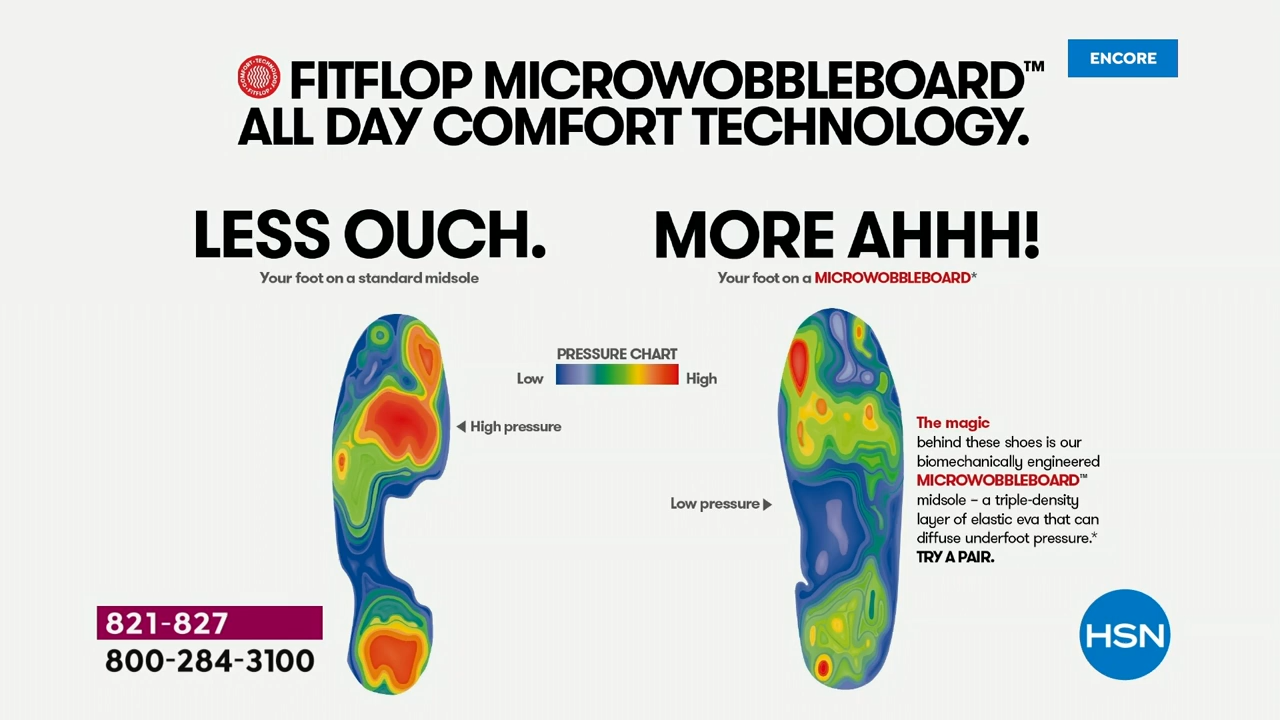 ENCORE
FITFLOP MICROWOBBLEBOARD™
ALL DAY COMFORT TECHNOLOGY.
LESS OUCH.
Your foot on a standard midsole
MORE AHHH!
Your foot on a MICROWOBBLEBOARD*
PRESSURE CHART
Low
High
High pressure
Low pressure
The magic
behind these shoes is our
biomechanically engineered
MICROWOBBLEBOARD™
midsole – a triple-density
layer of elastic eva that can
diffuse underfoot pressure.*
TRY A PAIR.
821-827
800-284-3100
HSN